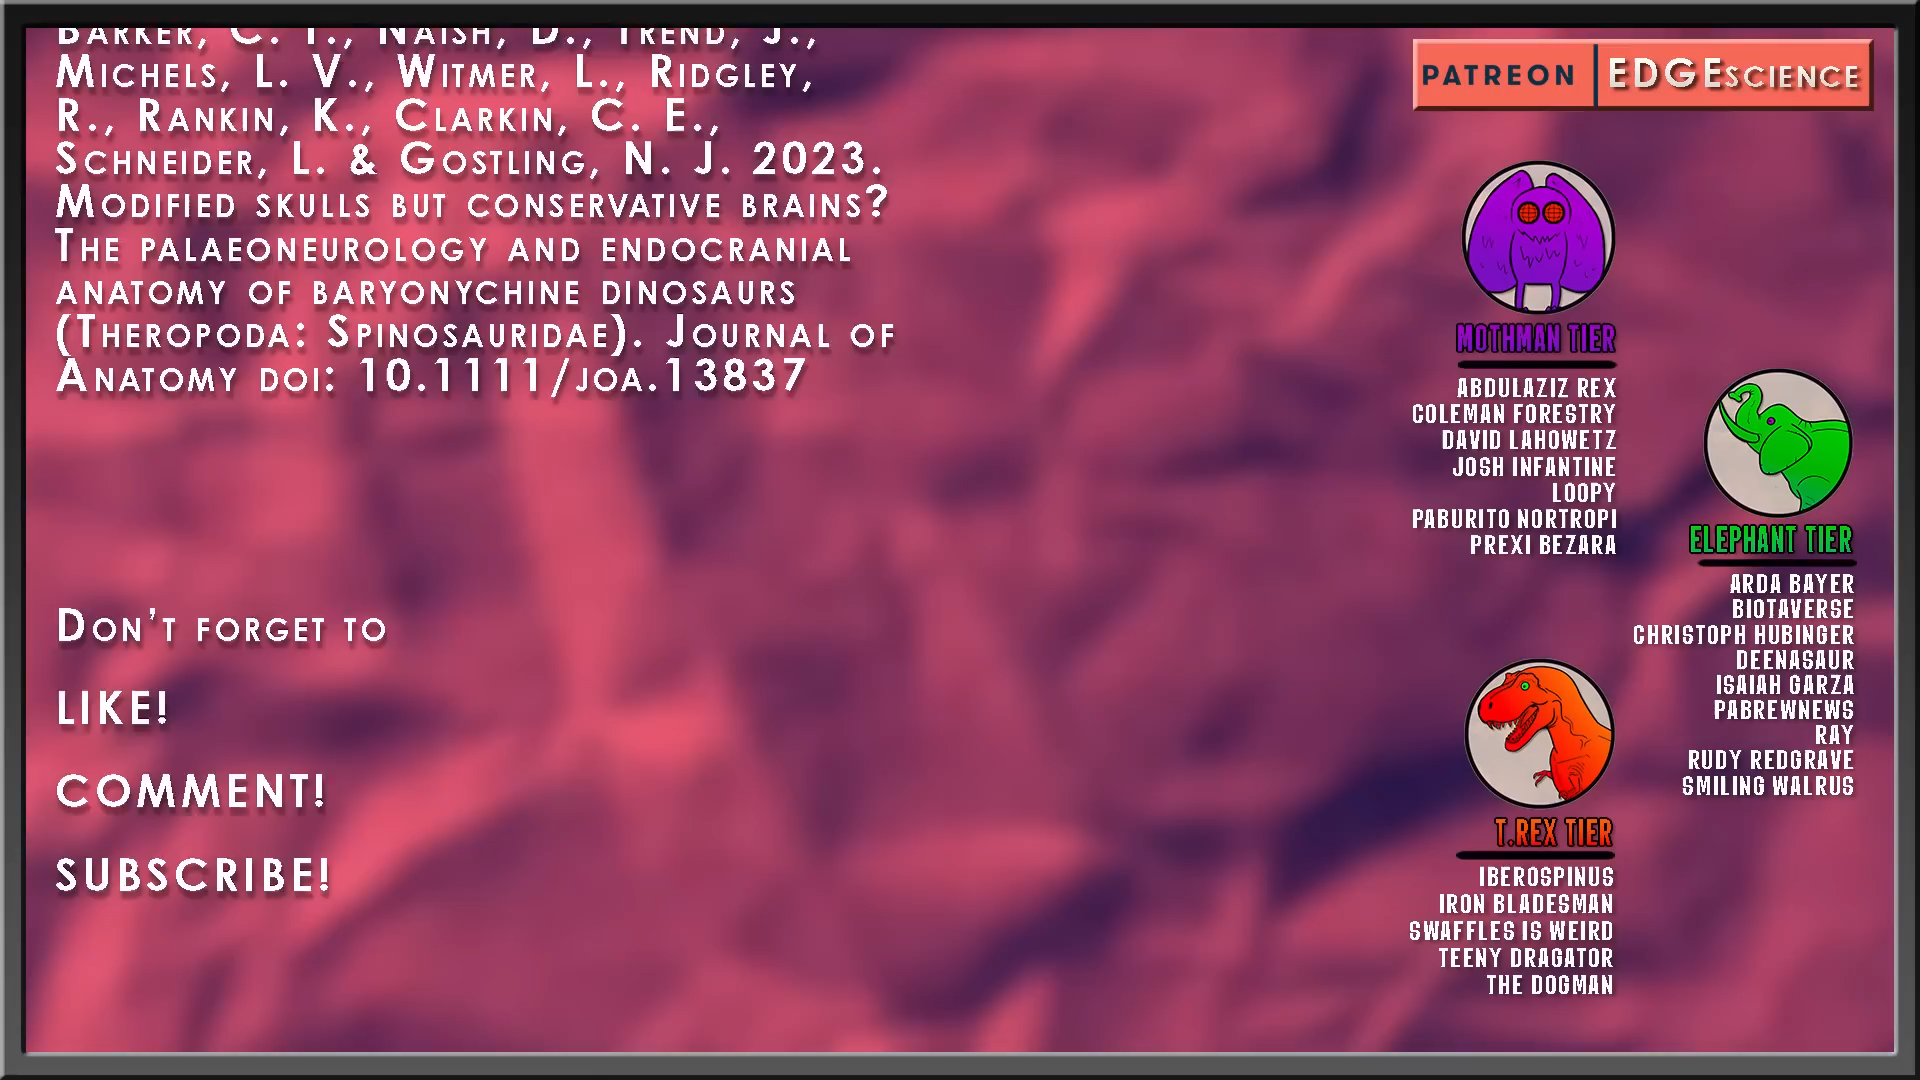 Barker, C. T., Naish, D., Trend, J.,
Michels, L. V., Witmer, L., Ridgley,
R., Rankin, K., Clarkin, C. E.,
Schneider, L. & Gostling, N. J. 2023.
Modified skulls but conservative brains?
The palaeoneurology and endocranial
anatomy of baryonychine dinosaurs
(Theropoda: Spinosauridae). Journal of
Anatomy doi: 10.1111/joa.13837
Don't forget to
LIKE!
COMMENT!
SUBSCRIBE!
PATREON EDGEscience
MOTHMAN TIER
ABDULAZIZ REX
COLEMAN FORESTRY
DAVID LAHOWETZ
JOSH INFANTINE
LOOPY
PABURITO NORTROPI
PREXI BEZARA
ELEPHANT TIER
ARDA BAYER
BIOTAVERSE
CHRISTOPH HUBINGER
DEENASAUR
ISAIAH GARZA
PABREWNEWS
RAY
RUDY REDGRAVE
SMILING WALRUS
T.REX TIER
IBEROSPINUS
IRON BLADESMAN
SWAFFLES IS WEIRD
TEENY DRAGATOR
THE DOGMAN